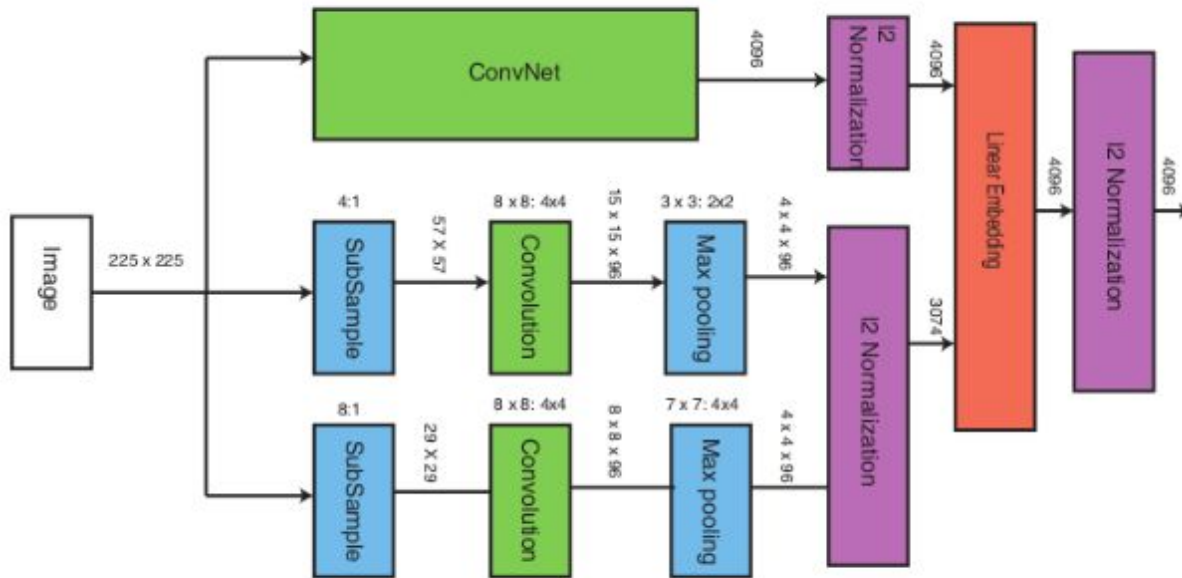 ConvNet
4096
l2
Normalization
4096
Linear Embedding
4096
l2 Normalization
4096
Image
225 x 225
4:1
SubSample
57 X 57
8 x 8: 4x4
Convolution
15 x 15 x 96
3 x 3: 2x2
Max pooling
4 x 4 x 96
l2 Normalization
3074
8:1
SubSample
29 X 29
8 x 8: 4x4
Convolution
8 x 8 x 96
7 x 7: 4x4
Max pooling
4 x 4 x 96